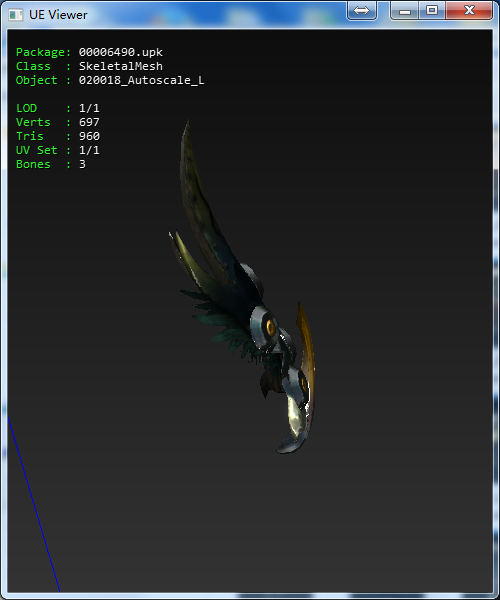 UE Viewer
Package: 00006490.upk
Class : SkeletalMesh
Object : 020018_Autoscale_L
LOD : 1/1
Verts : 697
Tris : 960
UV Set : 1/1
Bones : 3